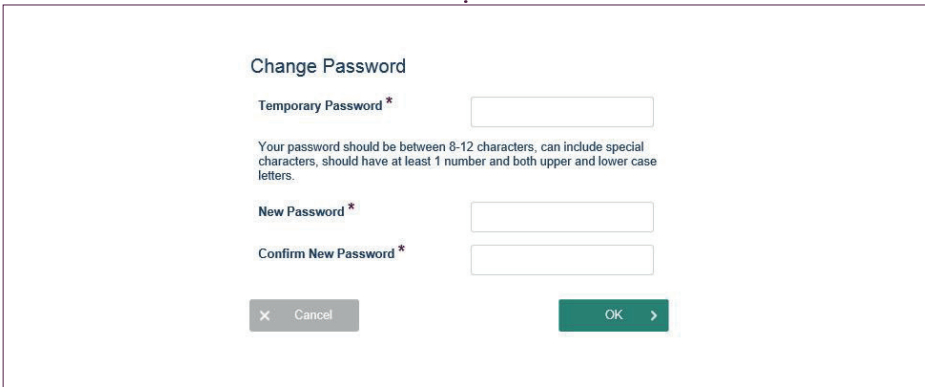 Change Password
Temporary Password *
Your password should be between 8-12 characters, can include special
characters, should have at least 1 number and both upper and lower case
letters.
New Password *
Confirm New Password *
× Cancel
OK >